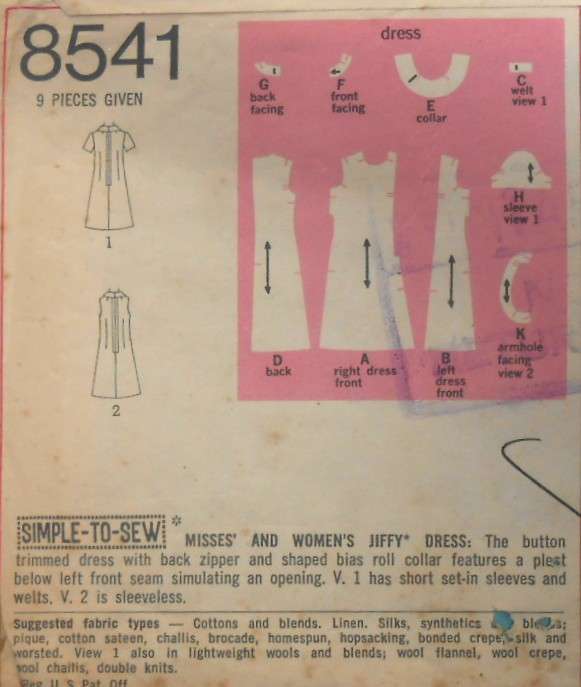 8541
9 PIECES GIVEN
1
2
dress
G
back
facing
F
front
facing
E
collar
C
welt
view 1
H
sleeve
view 1
K
armhole
facing
view 2
D
back
A
right dress
front
B
left
dress
front
SIMPLE-TO-SEW* MISSES' AND WOMEN'S JIFFY* DRESS: The button
trimmed dress with back zipper and shaped bias roll collar features a pleat
below left front seam simulating an opening. V. 1 has short set-in sleeves and
welts. V. 2 is sleeveless.
Suggested fabric types — Cottons and blends. Linen. Silks, synthetics
pique, cotton sateen, challis, brocade, homespun, hopsacking, bonded crepe, silk and
worsted. View 1 also in lightweight wools and blends; wool flannel, wool crepe,
wool challis, double knits.
Reg. U.S. Pat. Off.